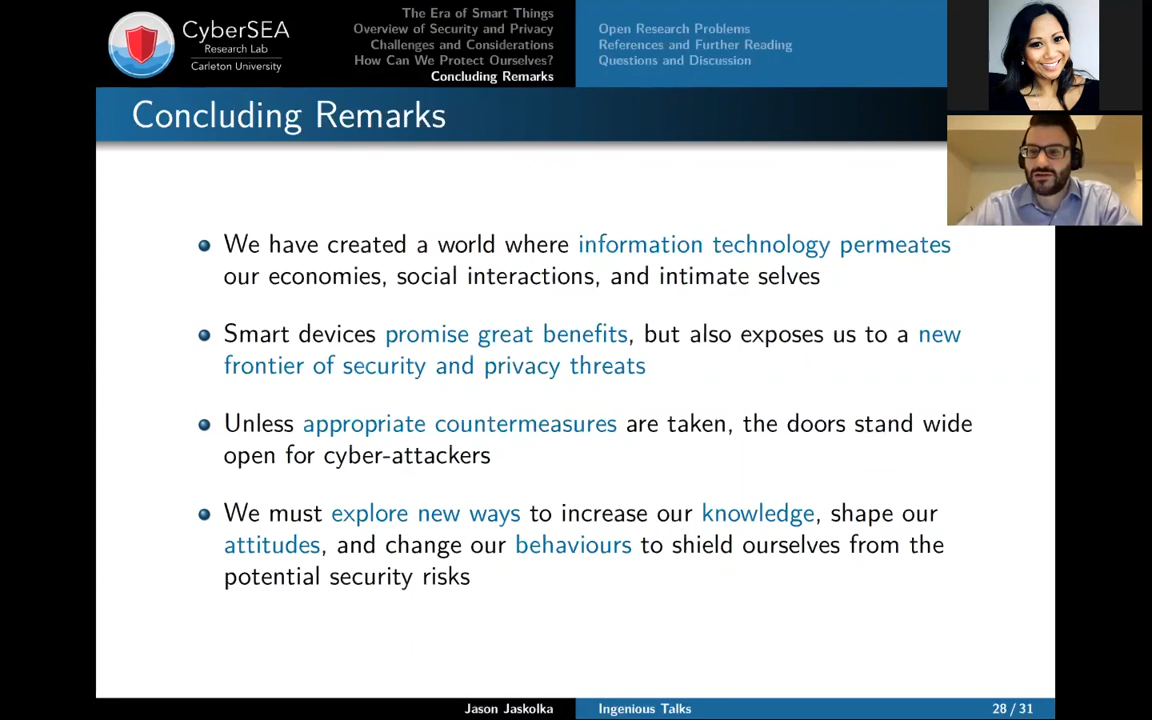 CyberSEA
Research Lab
Carleton University
The Era of Smart Things
Overview of Security and Privacy
Challenges and Considerations
How Can We Protect Ourselves?
Concluding Remarks
Open Research Problems
References and Further Reading
Questions and Discussion
Concluding Remarks
We have created a world where information technology permeates
our economies, social interactions, and intimate selves
Smart devices promise great benefits, but also exposes us to a new
frontier of security and privacy threats
Unless appropriate countermeasures are taken, the doors stand wide
open for cyber-attackers
We must explore new ways to increase our knowledge, shape our
attitudes, and change our behaviours to shield ourselves from the
potential security risks
Jason Jaskolka
Ingenious Talks
28 / 31